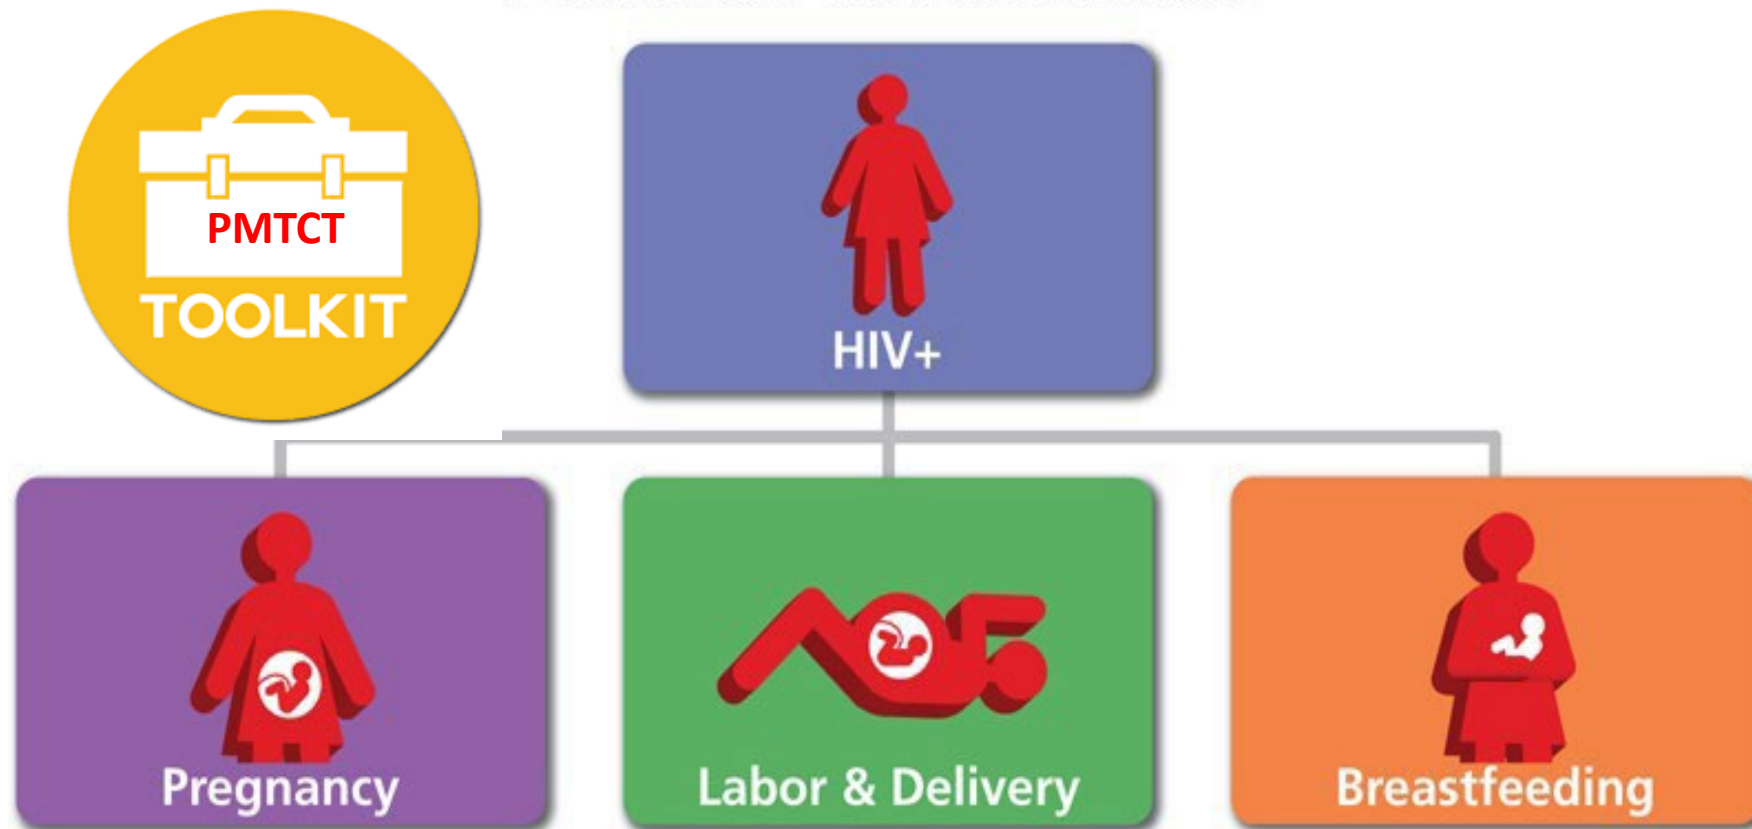 PMTCT
TOOLKIT
HIV+
Pregnancy
Labor & Delivery
Breastfeeding